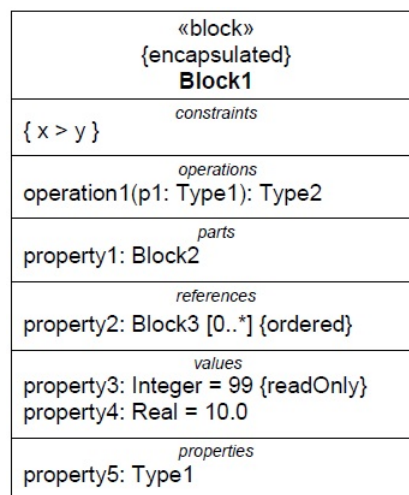 «block»
{encapsulated}
Block1
constraints
{ x > y }
operations
operation1(p1: Type1): Type2
parts
property1: Block2
references
property2: Block3 [0..*] {ordered}
values
property3: Integer = 99 {readOnly}
property4: Real = 10.0
properties
property5: Type1